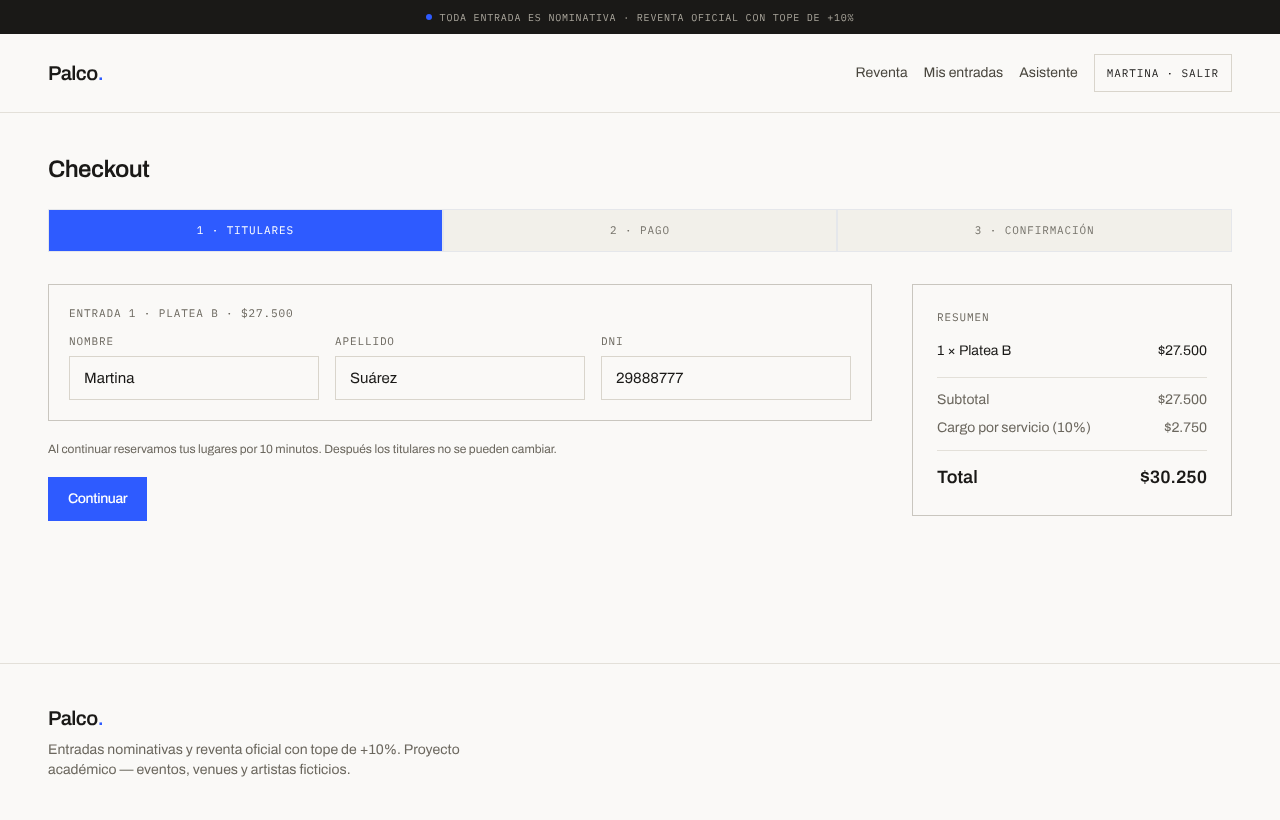 TODA ENTRADA ES NOMINATIVA · REVENTA OFICIAL CON TOPE DE +10%
Palco.
Reventa
Mis entradas
Asistente
MARTINA · SALIR
Checkout
1 · TITULARES
2 · PAGO
3 · CONFIRMACIÓN
ENTRADA 1 · PLATEA B · $27.500
NOMBRE
APELLIDO
DNI
Martina
Suárez
29888777
Al continuar reservamos tus lugares por 10 minutos. Después los titulares no se pueden cambiar.
Continuar
RESUMEN
1 × Platea B $27.500
Subtotal $27.500
Cargo por servicio (10%) $2.750
Total $30.250
Palco.
Entradas nominativas y reventa oficial con tope de +10%. Proyecto
académico — eventos, venues y artistas ficticios.